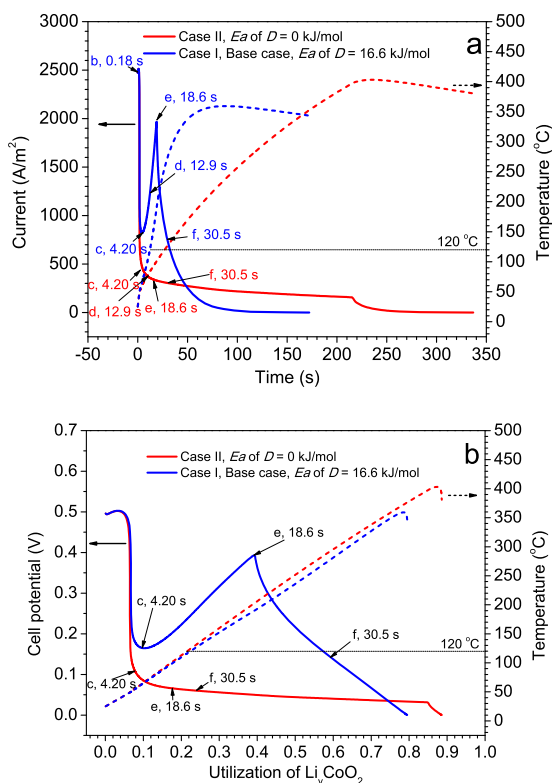 Case II, Ea of D = 0 kJ/mol
Case I, Base case, Ea of D = 16.6 kJ/mol
a
b, 0.18 s
e, 18.6 s
d, 12.9 s
c, 4.20 s
f, 30.5 s
120 °C
c, 4.20 s
f, 30.5 s
d, 12.9 s
e, 18.6 s
3000
2500
2000
1500
1000
500
0
Current (A/m²)
500
450
400
350
300
250
200
150
100
50
0
Temperature (°C)
-50 0 50 100 150 200 250 300 350
Time (s)
Case II, Ea of D = 0 kJ/mol
Case I, Base case, Ea of D = 16.6 kJ/mol
b
e, 18.6 s
c, 4.20 s
f, 30.5 s
120 °C
c, 4.20 s
f, 30.5 s
e, 18.6 s
0.7
0.6
0.5
0.4
0.3
0.2
0.1
0.0
Cell potential (V)
500
450
400
350
300
250
200
150
100
50
0
Temperature (°C)
0.0 0.1 0.2 0.3 0.4 0.5 0.6 0.7 0.8 0.9 1.0
Utilization of LiyCoO₂